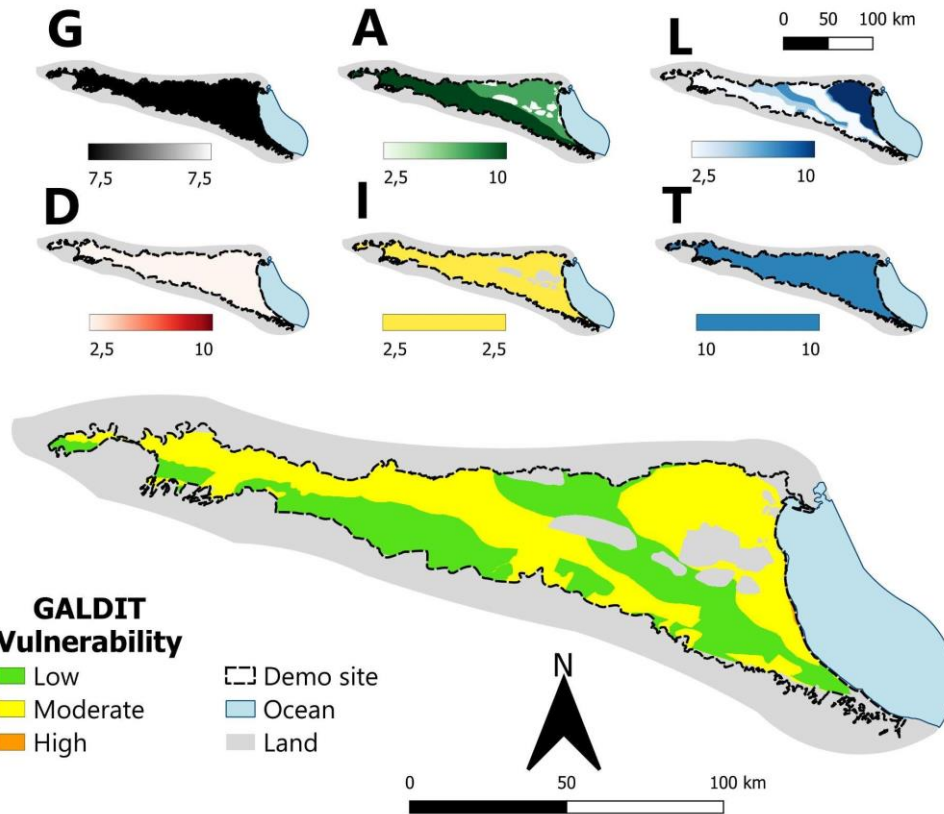 G
A
L
0 50 100 km
7,5 7,5
2,5 10
2,5 10
D
I
T
2,5 10
2,5 2,5
10 10
GALDIT
Vulnerability
Low
Moderate
High
Demo site
Ocean
Land
N
0 50 100 km